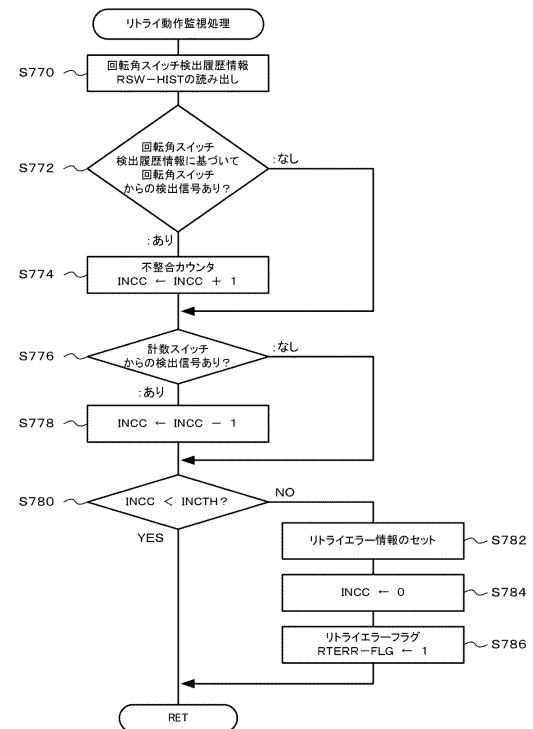 リトライ動作監視処理
S770
回転角スイッチ検出履歴情報
RSW－HISTの読み出し
S772
回転角スイッチ
検出履歴情報に基づいて
回転角スイッチ
からの検出信号あり？
：なし
：あり
S774
不整合カウンタ
INCC ← INCC ＋ 1
S776
計数スイッチ
からの検出信号あり？
：なし
：あり
S778
INCC ← INCC － 1
S780
INCC ＜ INCTH？
NO
YES
リトライエラー情報のセット
S782
INCC ← 0
S784
リトライエラーフラグ
RTERR－FLG ← 1
S786
RET